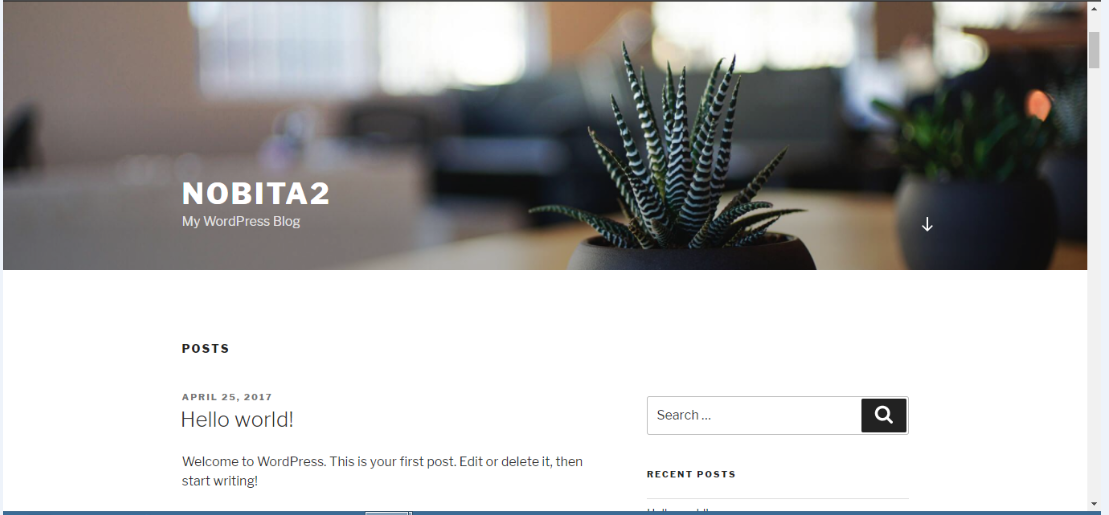 NOBITA2
My WordPress Blog
POSTS
APRIL 25, 2017
Hello world!
Welcome to WordPress. This is your first post. Edit or delete it, then
start writing!
Search …
RECENT POSTS